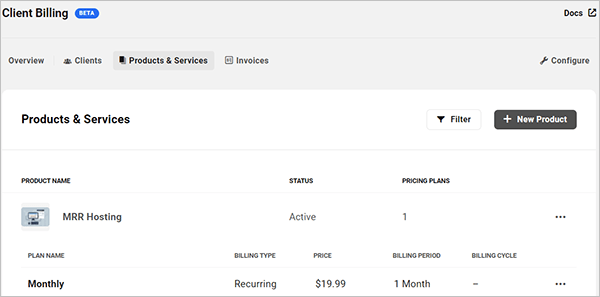 Client Billing BETA Docs
Overview Clients Products & Services Invoices Configure
Products & Services Filter + New Product
PRODUCT NAME STATUS PRICING PLANS
MRR Hosting Active 1 ...
PLAN NAME BILLING TYPE PRICE BILLING PERIOD BILLING CYCLE
Monthly Recurring $19.99 1 Month – ...